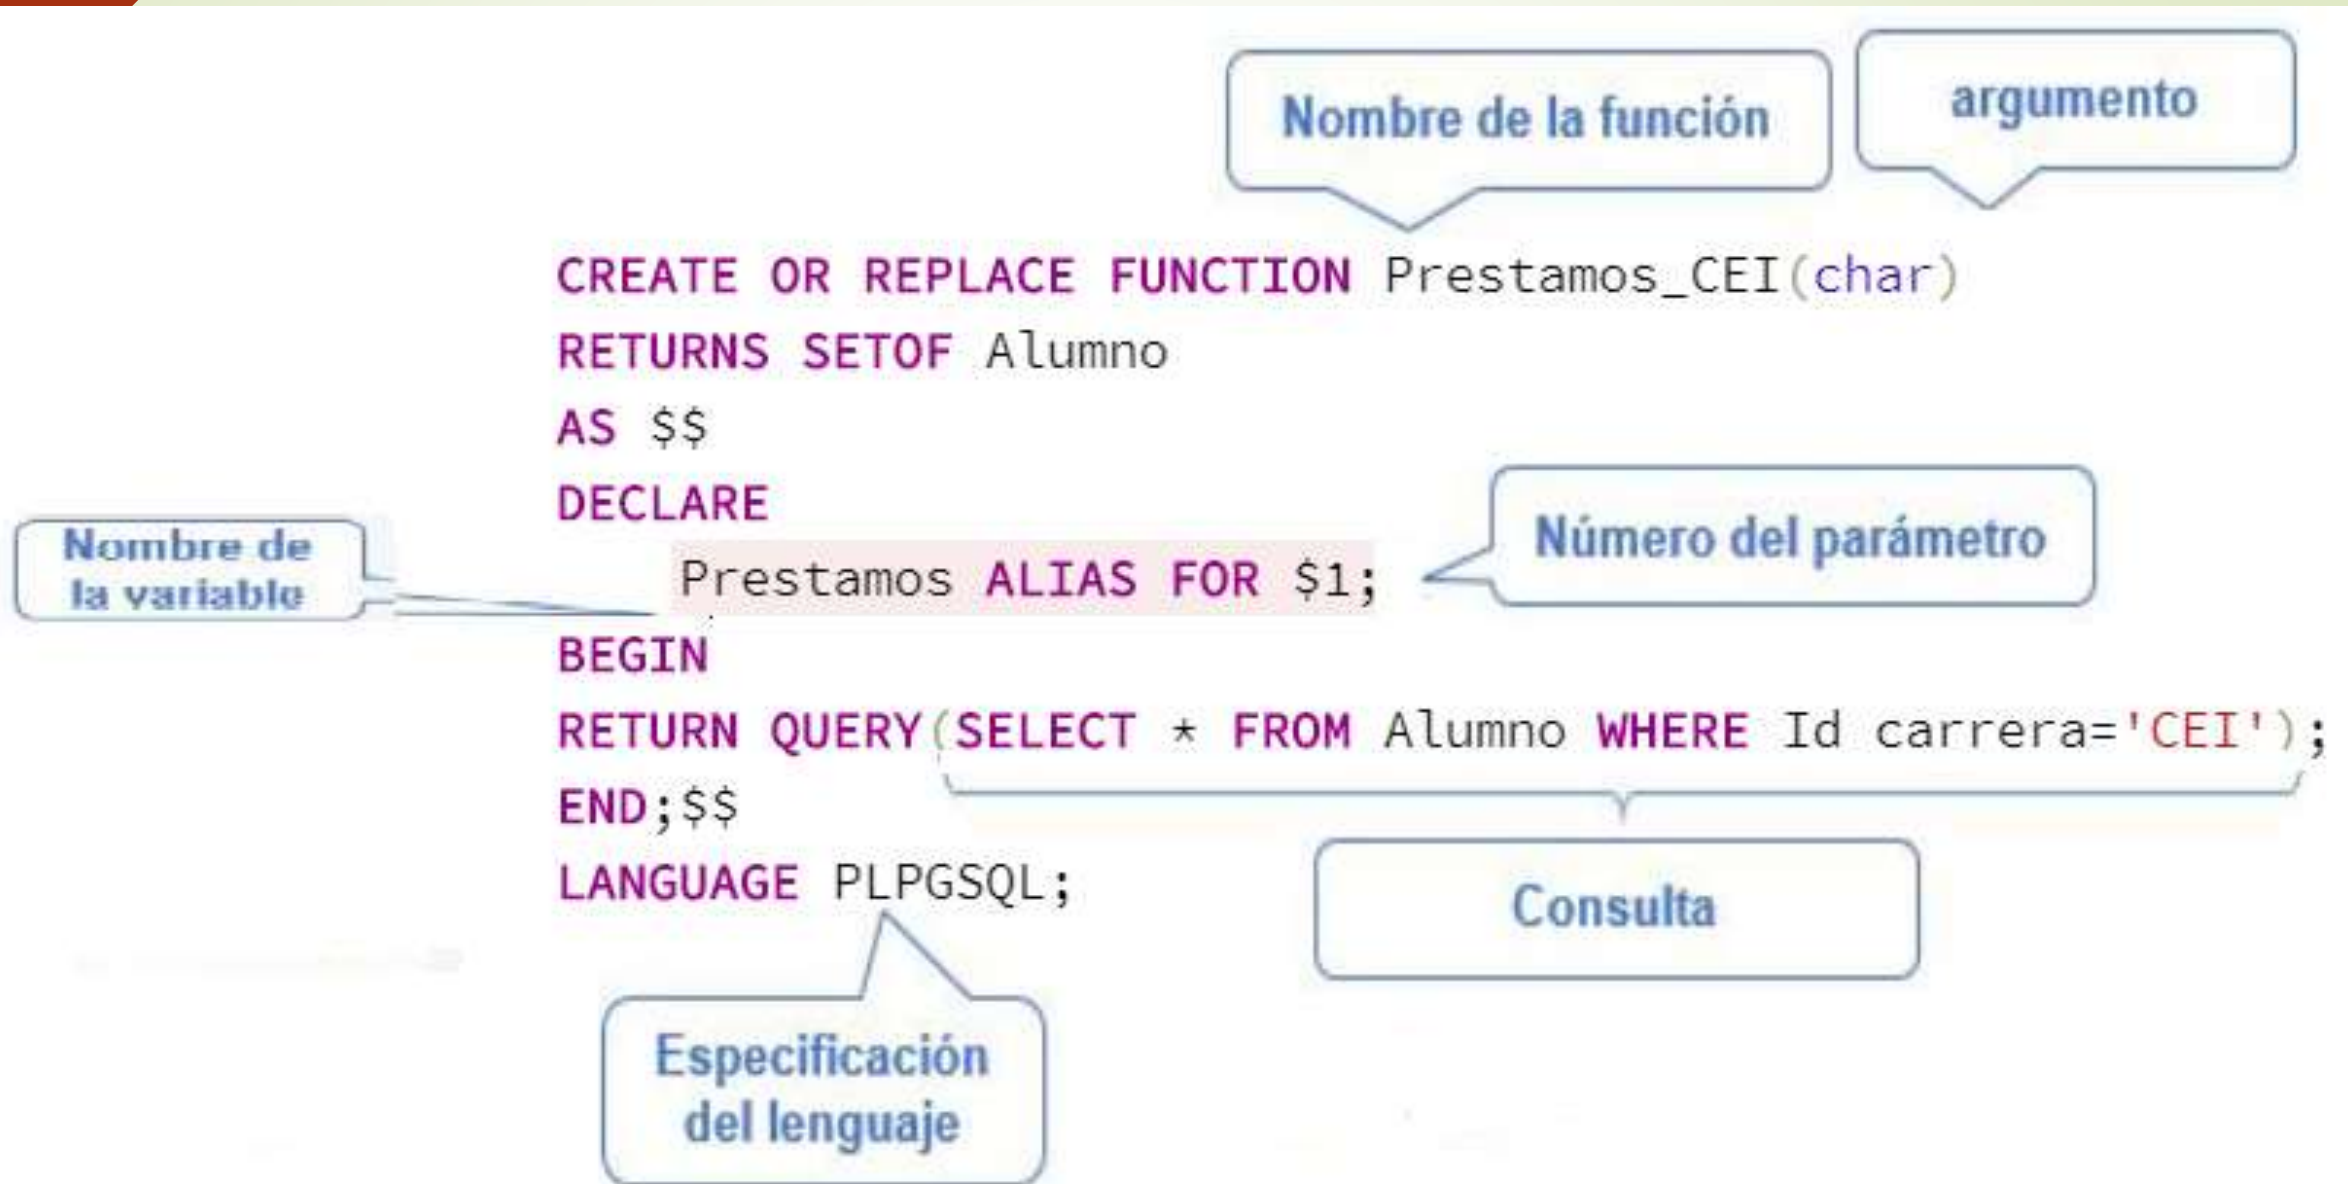 Nombre de la función
argumento
CREATE OR REPLACE FUNCTION Prestamos_CEI(char)
RETURNS SETOF Alumno
AS $$
DECLARE
Nombre de
la variable
Prestamos ALIAS FOR $1;
Número del parámetro
BEGIN
RETURN QUERY(SELECT * FROM Alumno WHERE Id carrera='CEI');
END;$$
LANGUAGE PLPGSQL;
Consulta
Especificación
del lenguaje